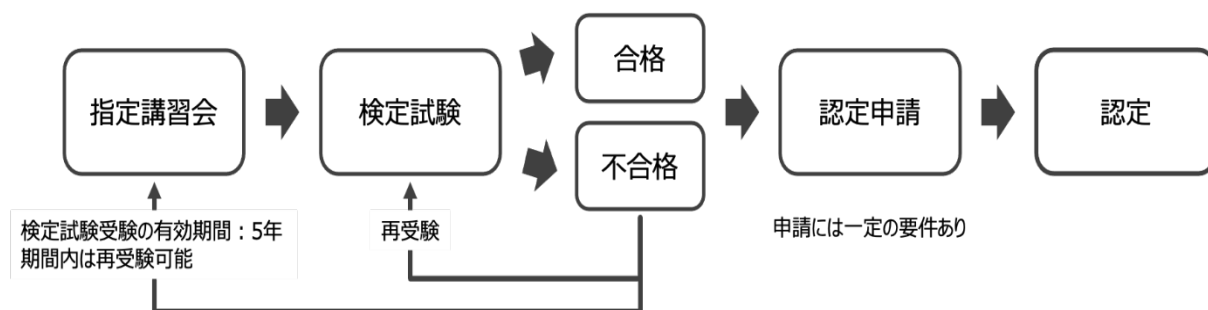 指定講習会
検定試験
合格
不合格
認定申請
認定
検定試験受験の有効期間：5年
期間内は再受験可能
再受験
申請には一定の要件あり